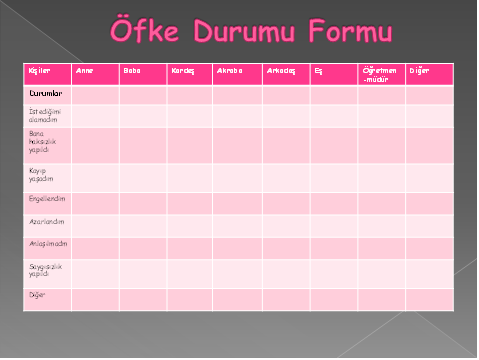 Öfke Durumu Formu
Kişiler Anne Baba Kardeş Akraba Arkadaş Eş Öğretmen Diğer
-müdür
Durumlar
İstediğimi
alamadım
Bana
haksızlık
yapıldı
Kayıp
yaşadım
Engellendim
Azarlandım
Anlaşılmadım
Saygısızlık
yapıldı
Diğer